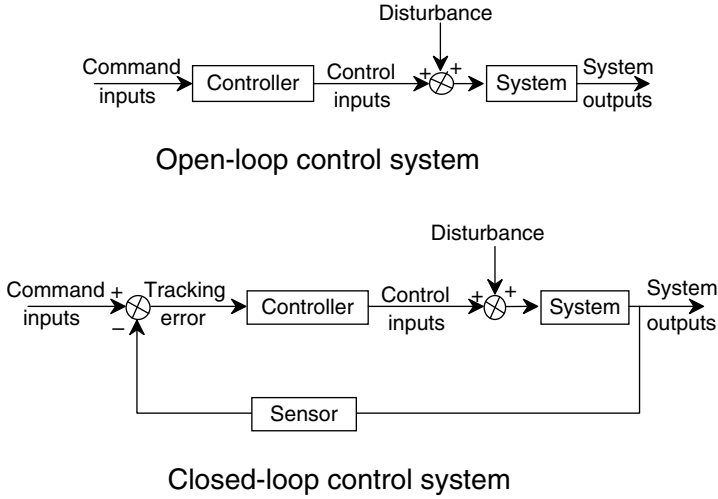 Disturbance
Command
inputs
Controller
Control
inputs
+ +
System
System
outputs
Open-loop control system
Disturbance
Command
inputs
+
−
Tracking
error
Controller
Control
inputs
+ +
System
System
outputs
Sensor
Closed-loop control system